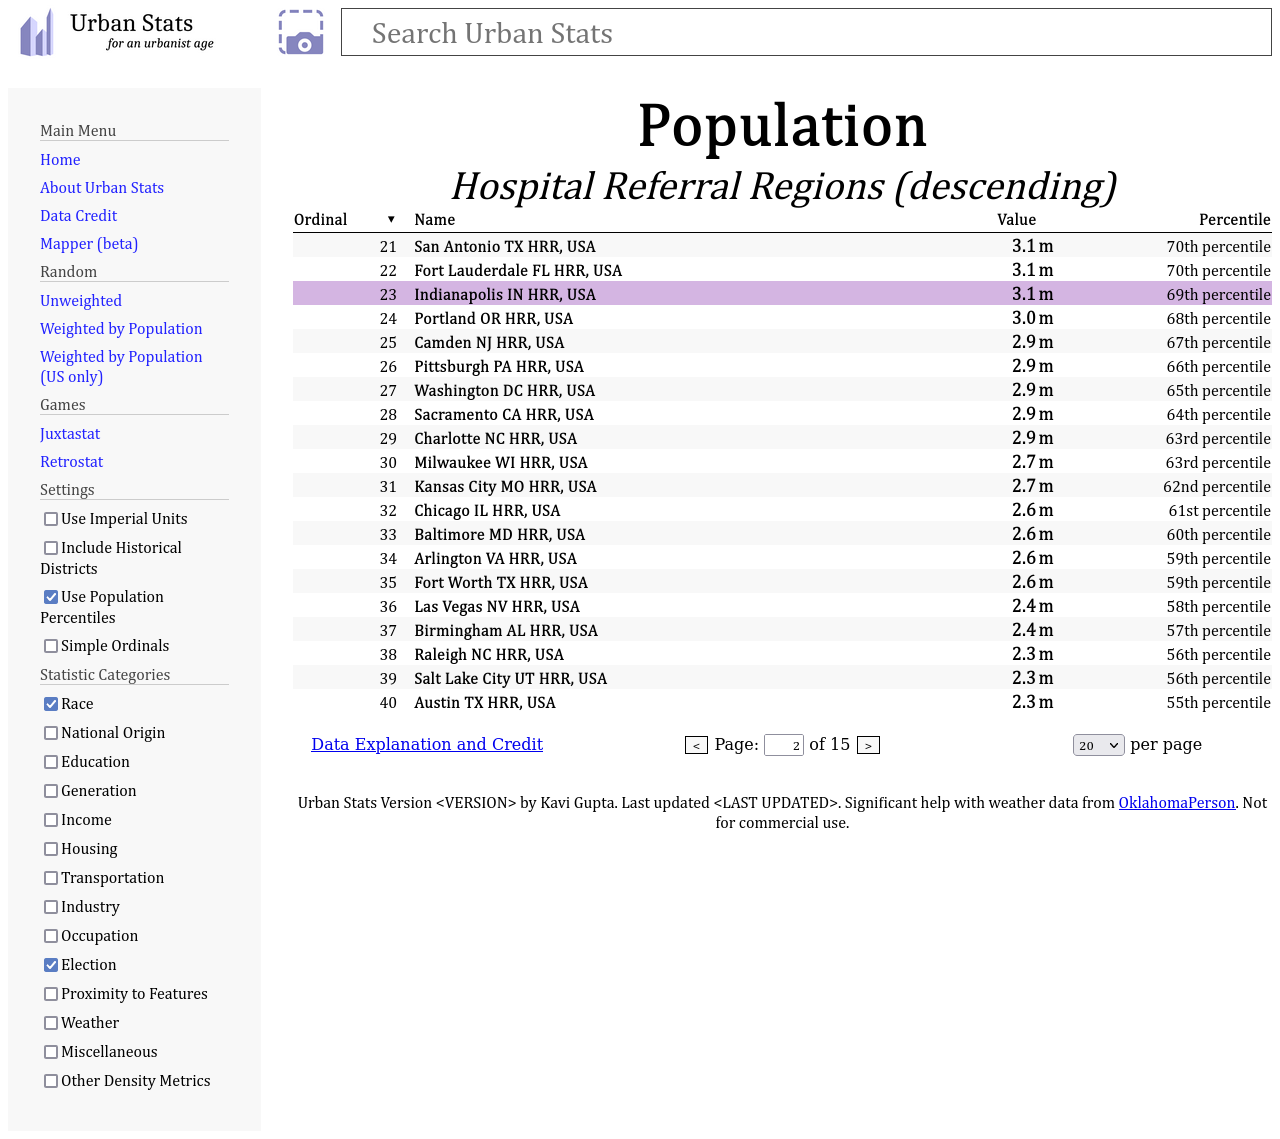 Urban Stats
for an urbanist age
Search Urban Stats
Main Menu
Home
About Urban Stats
Data Credit
Mapper (beta)
Random
Unweighted
Weighted by Population
Weighted by Population
(US only)
Games
Juxtastat
Retrostat
Settings
Use Imperial Units
Include Historical
Districts
Use Population
Percentiles
Simple Ordinals
Statistic Categories
Race
National Origin
Education
Generation
Income
Housing
Transportation
Industry
Occupation
Election
Proximity to Features
Weather
Miscellaneous
Other Density Metrics
Population
Hospital Referral Regions (descending)
Ordinal ▼ Name Value Percentile
21 San Antonio TX HRR, USA 3.1 m 70th percentile
22 Fort Lauderdale FL HRR, USA 3.1 m 70th percentile
23 Indianapolis IN HRR, USA 3.1 m 69th percentile
24 Portland OR HRR, USA 3.0 m 68th percentile
25 Camden NJ HRR, USA 2.9 m 67th percentile
26 Pittsburgh PA HRR, USA 2.9 m 66th percentile
27 Washington DC HRR, USA 2.9 m 65th percentile
28 Sacramento CA HRR, USA 2.9 m 64th percentile
29 Charlotte NC HRR, USA 2.9 m 63rd percentile
30 Milwaukee WI HRR, USA 2.7 m 63rd percentile
31 Kansas City MO HRR, USA 2.7 m 62nd percentile
32 Chicago IL HRR, USA 2.6 m 61st percentile
33 Baltimore MD HRR, USA 2.6 m 60th percentile
34 Arlington VA HRR, USA 2.6 m 59th percentile
35 Fort Worth TX HRR, USA 2.6 m 59th percentile
36 Las Vegas NV HRR, USA 2.4 m 58th percentile
37 Birmingham AL HRR, USA 2.4 m 57th percentile
38 Raleigh NC HRR, USA 2.3 m 56th percentile
39 Salt Lake City UT HRR, USA 2.3 m 56th percentile
40 Austin TX HRR, USA 2.3 m 55th percentile
Data Explanation and Credit < Page: 2 of 15 > 20 per page
Urban Stats Version <VERSION> by Kavi Gupta. Last updated <LAST UPDATED>. Significant help with weather data from OklahomaPerson. Not
for commercial use.